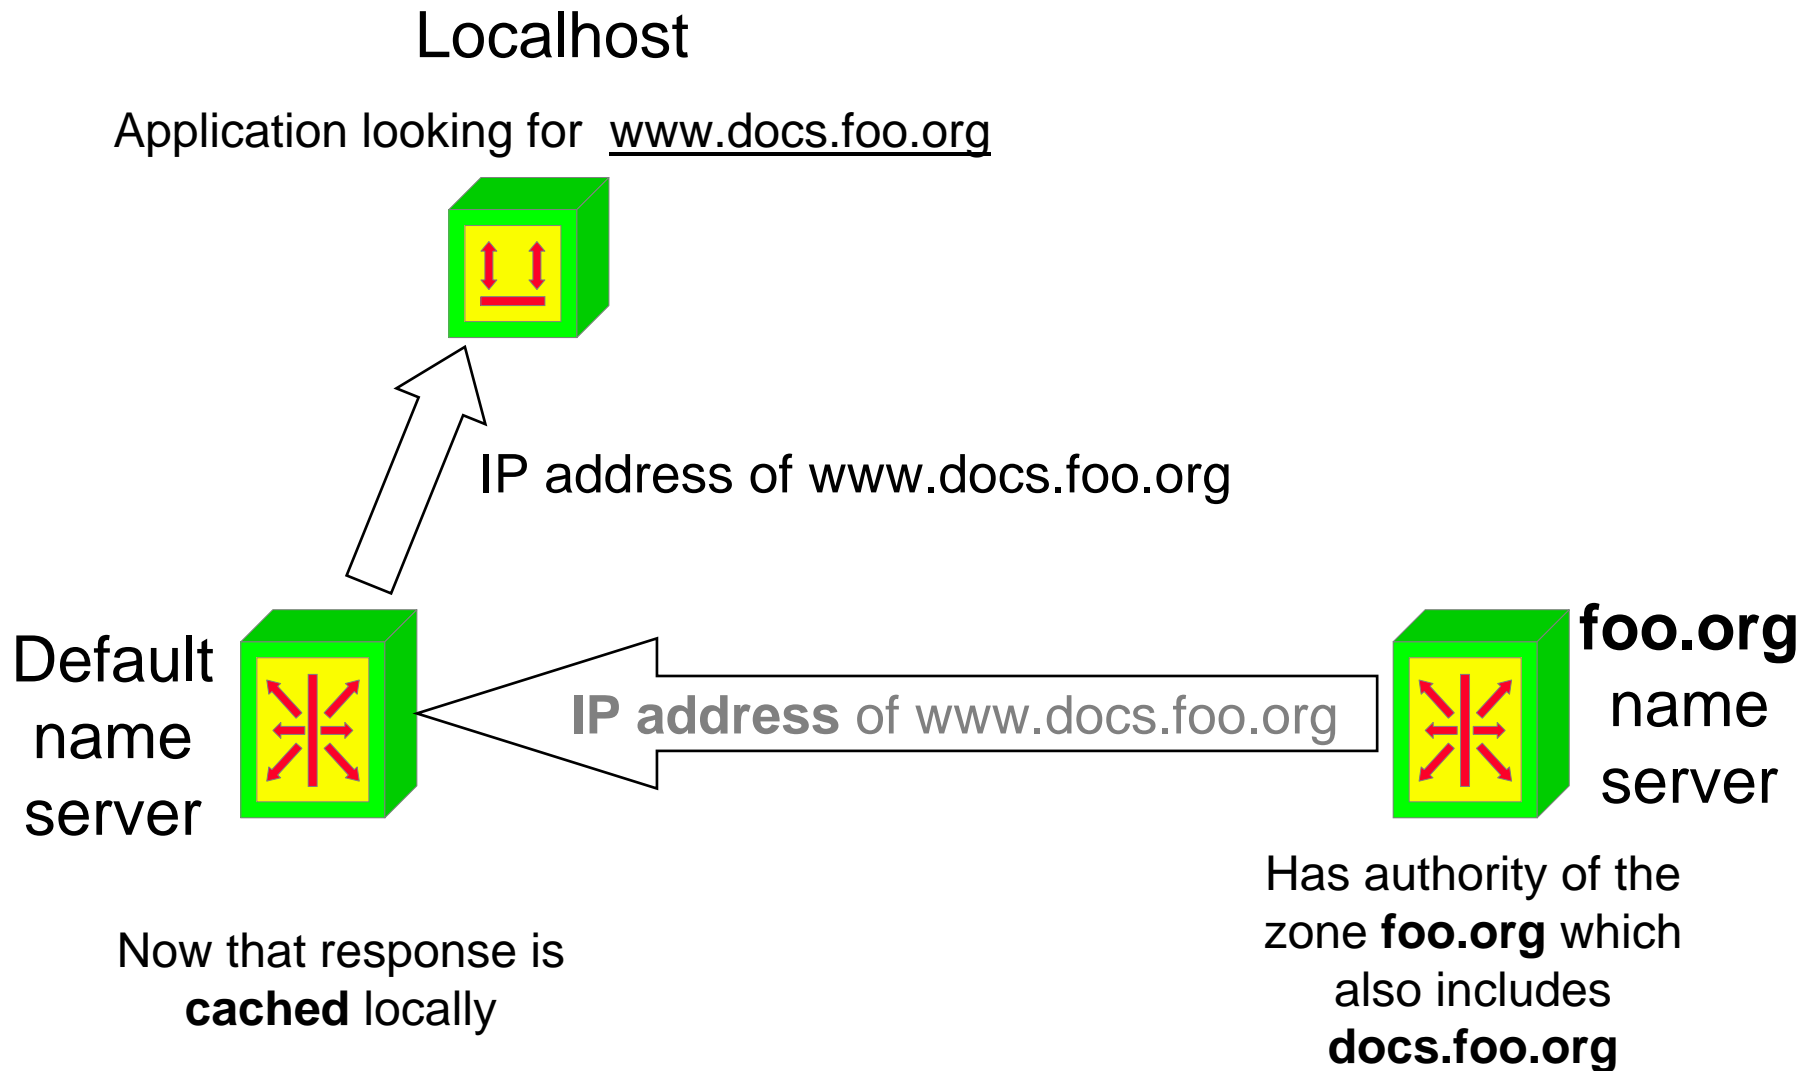 Localhost
Application looking for www.docs.foo.org
IP address of www.docs.foo.org
Default
name
server
IP address of www.docs.foo.org
foo.org
name
server
Now that response is
cached locally
Has authority of the
zone foo.org which
also includes
docs.foo.org